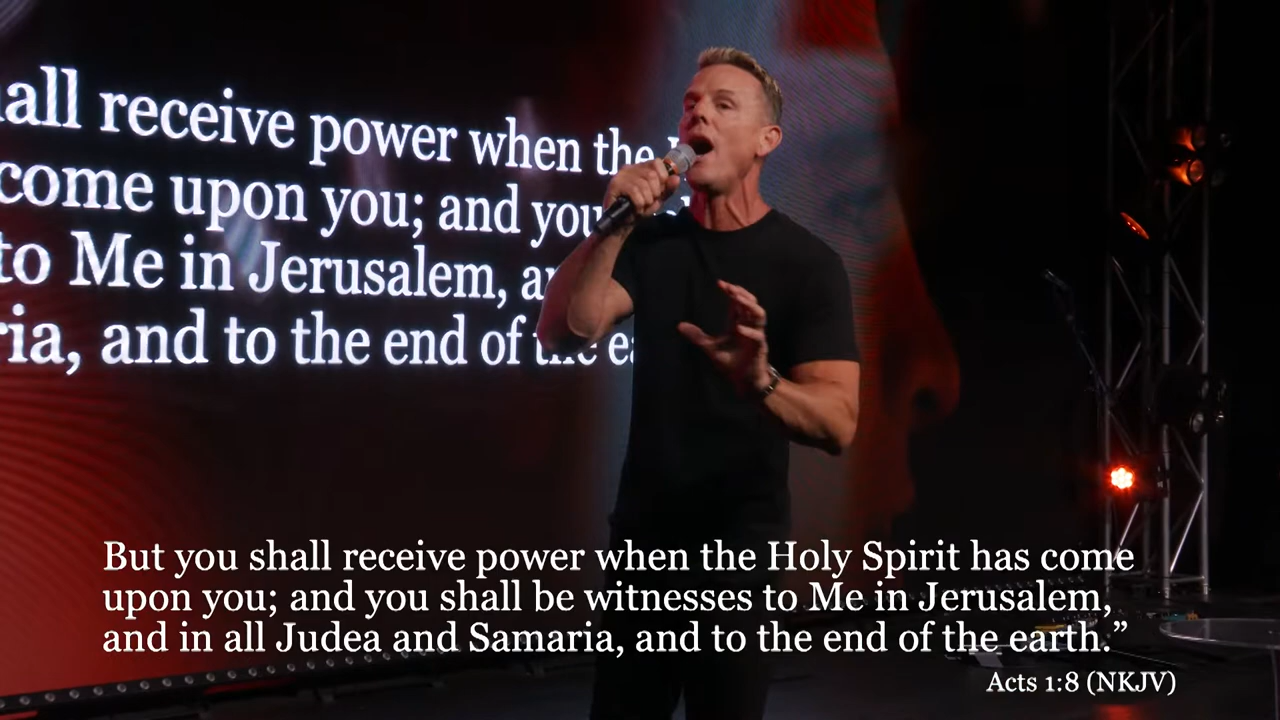 all receive power when the
come upon you; and you
to Me in Jerusalem,
ria, and to the end of the
But you shall receive power when the Holy Spirit has come
upon you; and you shall be witnesses to Me in Jerusalem,
and in all Judea and Samaria, and to the end of the earth.”
Acts 1:8 (NKJV)